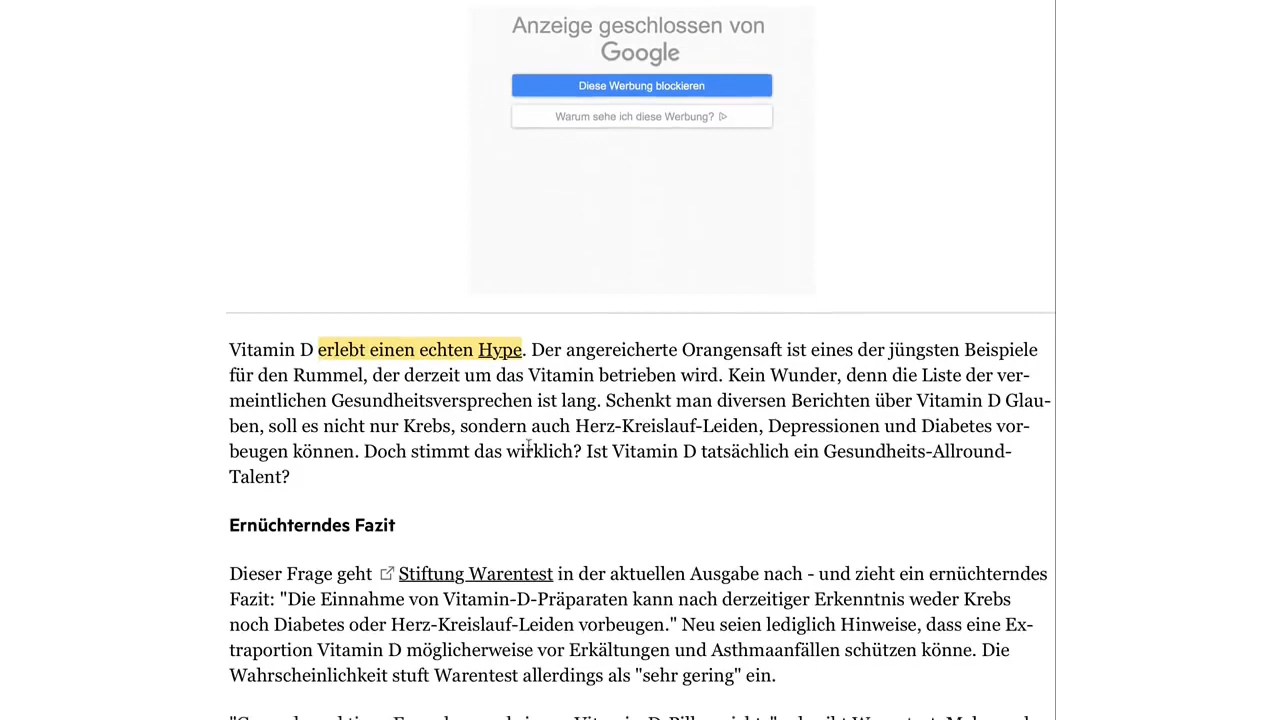 Anzeige geschlossen von
Google
Diese Werbung blockieren
Warum sehe ich diese Werbung?
Vitamin D erlebt einen echten Hype. Der angereicherte Orangensaft ist eines der jüngsten Beispiele
für den Rummel, der derzeit um das Vitamin betrieben wird. Kein Wunder, denn die Liste der ver-
meintlichen Gesundheitsversprechen ist lang. Schenkt man diversen Berichten über Vitamin D Glau-
ben, soll es nicht nur Krebs, sondern auch Herz-Kreislauf-Leiden, Depressionen und Diabetes vor-
beugen können. Doch stimmt das wirklich? Ist Vitamin D tatsächlich ein Gesundheits-Allround-
Talent?
Ernüchterndes Fazit
Dieser Frage geht Stiftung Warentest in der aktuellen Ausgabe nach - und zieht ein ernüchterndes
Fazit: "Die Einnahme von Vitamin-D-Präparaten kann nach derzeitiger Erkenntnis weder Krebs
noch Diabetes oder Herz-Kreislauf-Leiden vorbeugen." Neu seien lediglich Hinweise, dass eine Ex-
traportion Vitamin D möglicherweise vor Erkältungen und Asthmaanfällen schützen könne. Die
Wahrscheinlichkeit stuft Warentest allerdings als "sehr gering" ein.